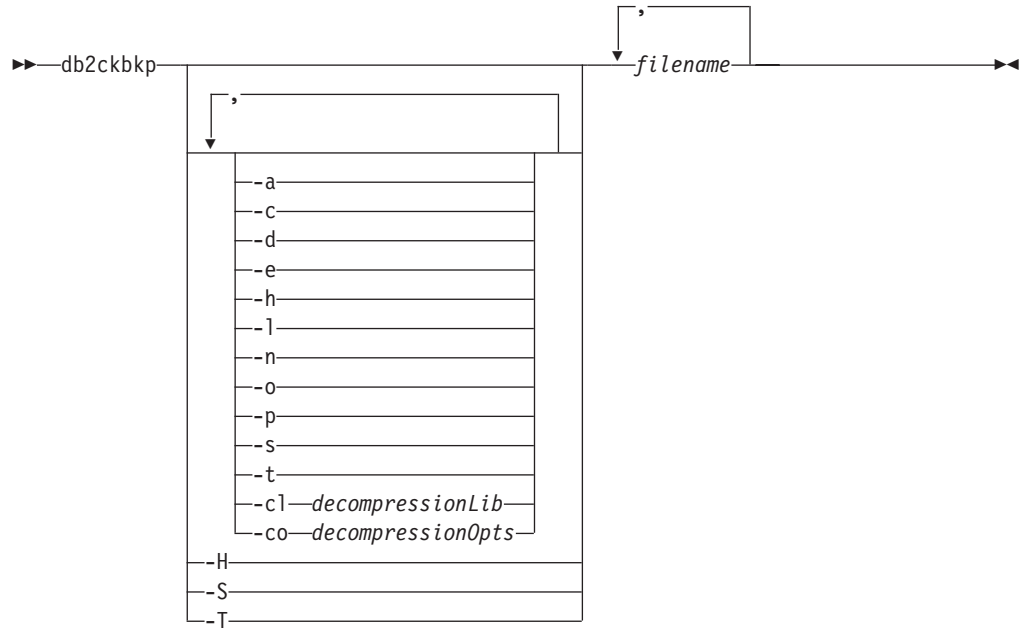 ,
db2ckbkp filename
,
-a
-c
-d
-e
-h
-l
-n
-o
-p
-s
-t
-cl decompressionLib
-co decompressionOpts
-H
-S
-T